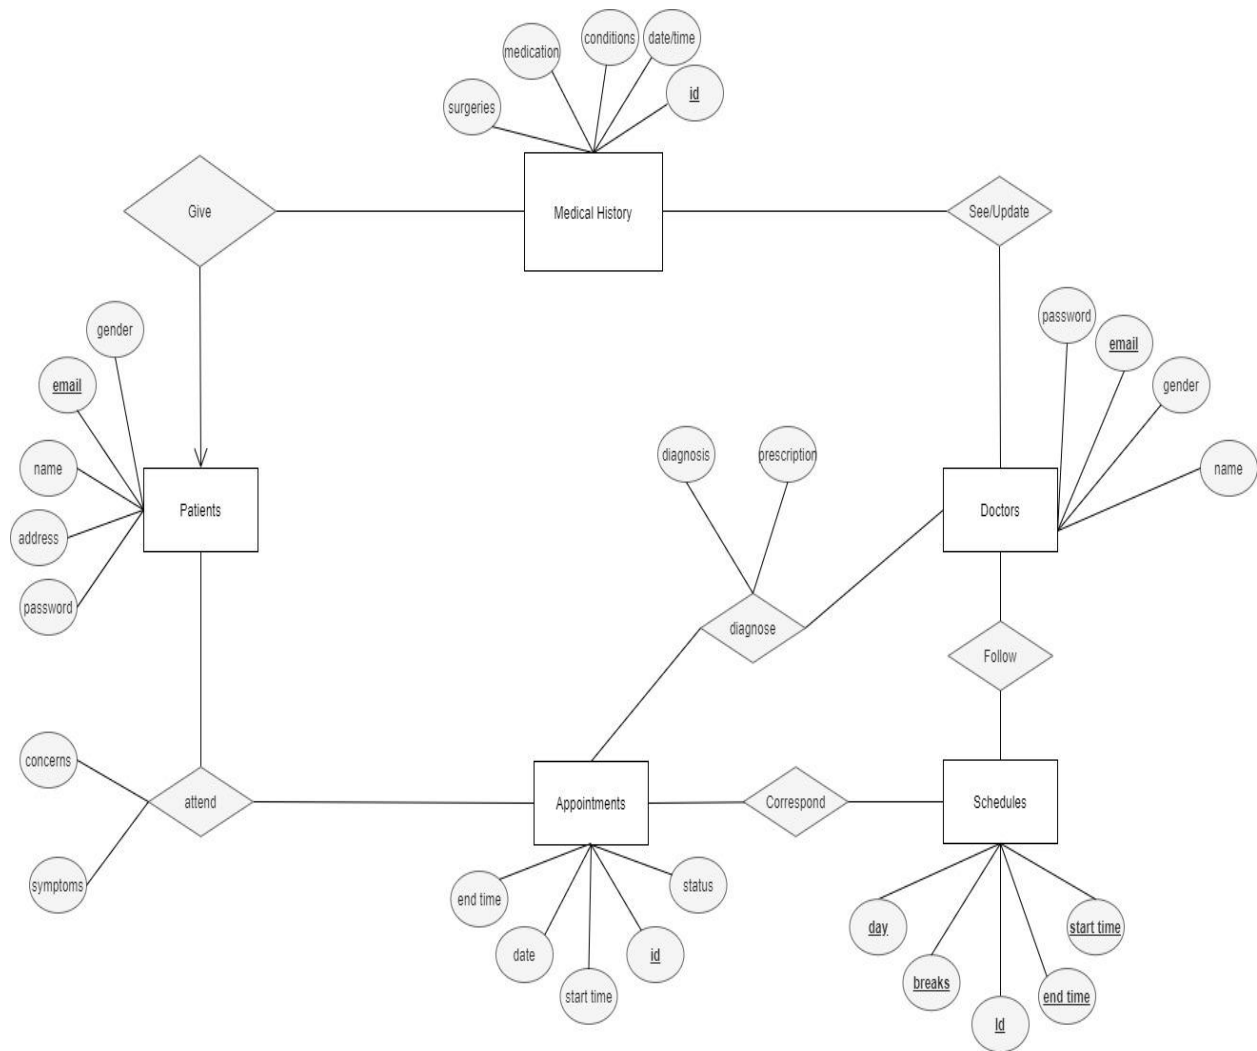 conditions
date/time
medication
id
surgeries
Give
Medical History
See/Update
gender
password
email
email
gender
name
diagnosis
prescription
name
Patients
Doctors
address
password
diagnose
Follow
concerns
attend
Appointments
Correspond
Schedules
symptoms
end time
status
day
start time
date
id
start time
breaks
end time
Id